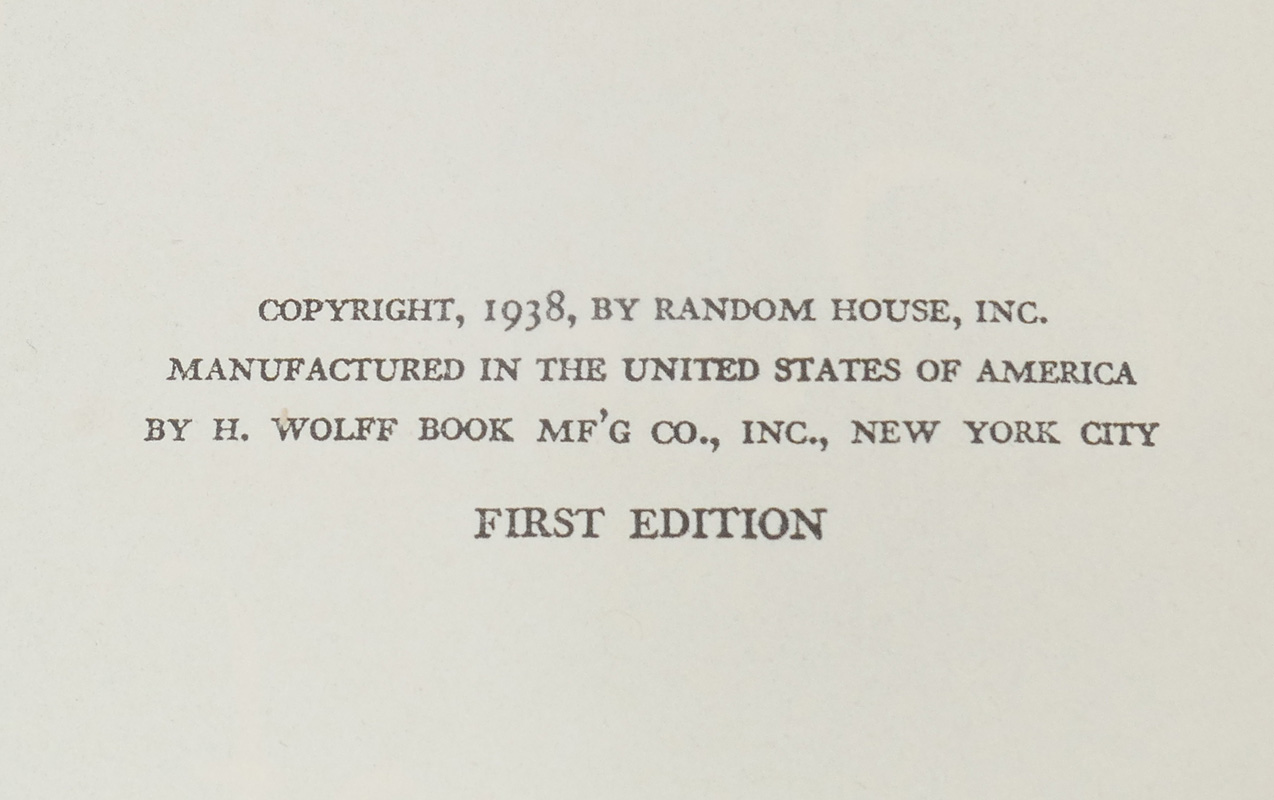 COPYRIGHT, 1938, BY RANDOM HOUSE, INC.
MANUFACTURED IN THE UNITED STATES OF AMERICA
BY H. WOLFF BOOK MF'G CO., INC., NEW YORK CITY
FIRST EDITION